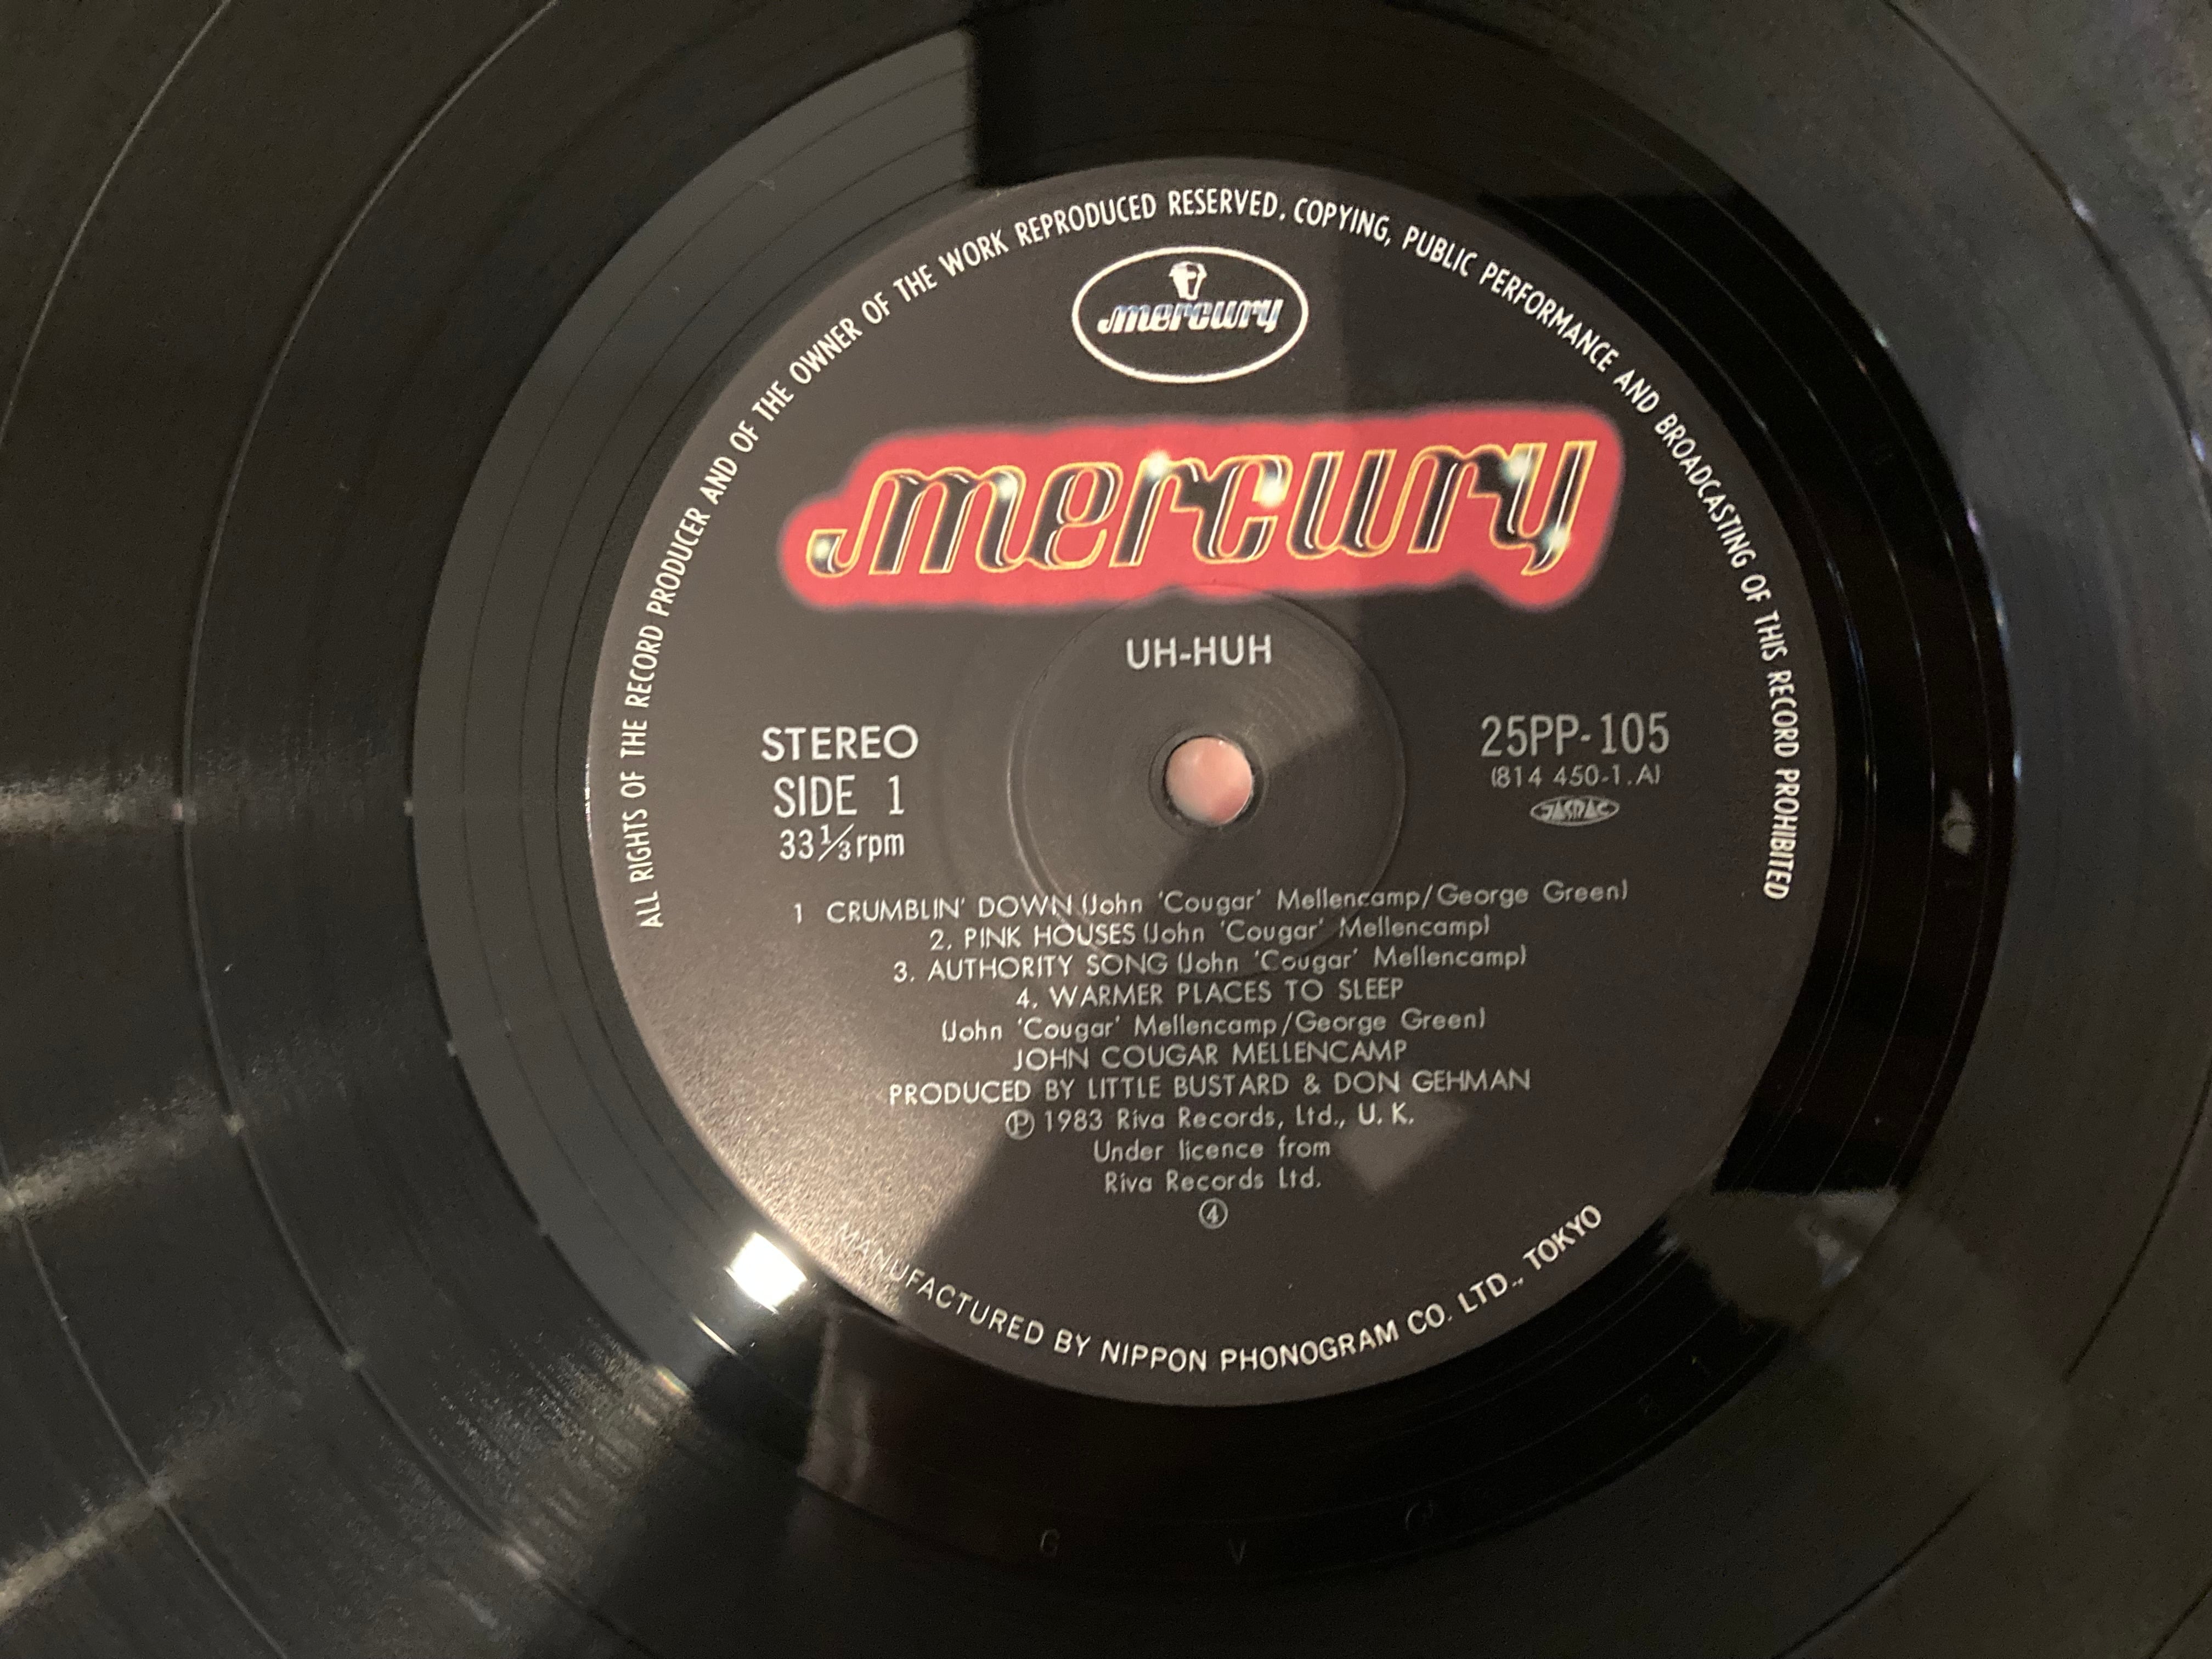 ALL RIGHTS OF THE RECORD PRODUCER AND OF THE OWNER OF THE WORK REPRODUCED RESERVED. COPYING, PUBLIC PERFORMANCE AND BROADCASTING OF THIS RECORD PROHIBITED
mercury
mercury
UH-HUH
STEREO
SIDE 1
33 1/3 rpm
25PP-105
(814 450-1.A)
JASRAC
1 CRUMBLIN' DOWN (John 'Cougar' Mellencamp/George Green)
2. PINK HOUSES (John 'Cougar' Mellencamp)
3. AUTHORITY SONG (John 'Cougar' Mellencamp)
4. WARMER PLACES TO SLEEP
(John 'Cougar' Mellencamp/George Green)
JOHN COUGAR MELLENCAMP
PRODUCED BY LITTLE BUSTARD & DON GEHMAN
Ⓟ 1983 Riva Records, Ltd., U. K.
Under licence from
Riva Records Ltd.
④
MANUFACTURED BY NIPPON PHONOGRAM CO. LTD., TOKYO
G V